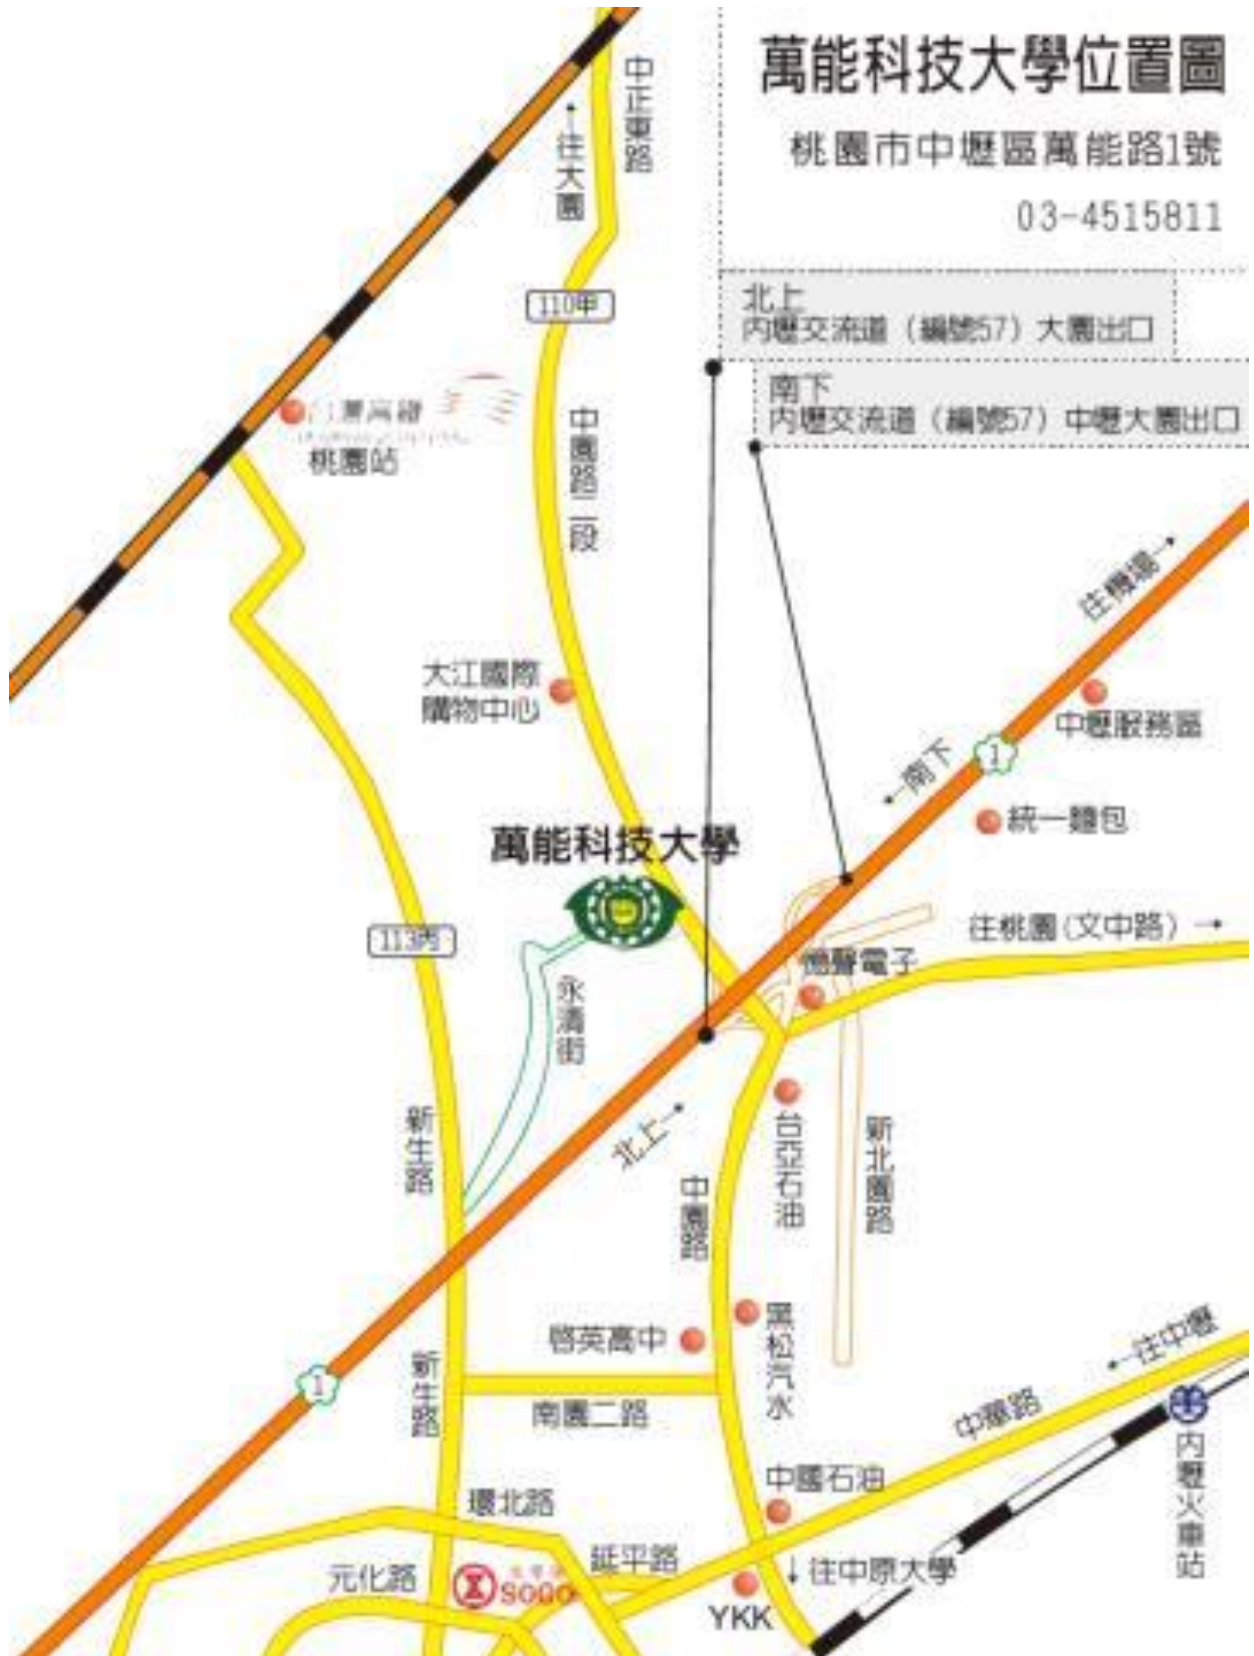 萬能科技大學位置圖
桃園市中壢區萬能路1號
03-4515811
中正東路
←往大園
110甲
北上
內壢交流道（編號57）大園出口
南下
內壢交流道（編號57）中壢大園出口
桃園站
中園路二段
往機場→
大江國際
購物中心
中壢服務區
1
←南下
統一麵包
萬能科技大學
113丙
往桃園(文中路)→
億聲電子
永清街
新生路
北上→
台亞石油
新北園路
中園路
啓英高中
黑松汽水
←往中壢
1
新生路
南園二路
中華路
內壢火車站
中國石油
環北路
延平路
元化路
SOGO
↓往中原大學
YKK